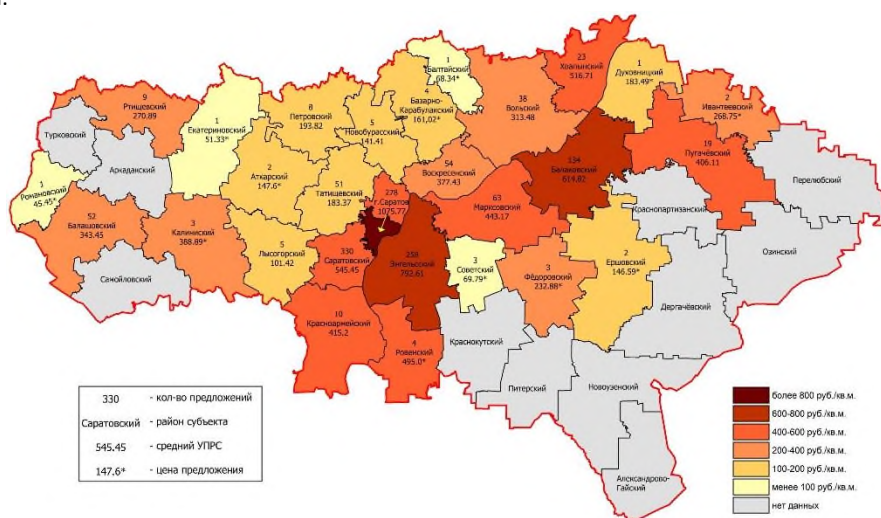 23
Хвалынский
516.71
1
Балтайский
68.34*
1
Духовницкий
183.49*
9
Ртищевский
270.89
4
Базарно-
Карабулакский
161,02*
38
Вольский
313.48
2
Ивантеевский
268.75*
8
Петровский
193.82
5
Новобурасский
141.41
1
Екатериновский
51.33*
Турковский
19
Пугачёвский
406.11
134
Балаковский
614.82
54
Воскресенский
377.43
2
Аткарский
147.6*
Аркадакский
Перелюбский
1
Романовский
45.45*
51
Татищевский
183.37
278
г.Саратов
1075.77
63
Марксовский
443.17
Краснопартизанский
52
Балашовский
343.45
3
Калининский
388.89*
5
Лысогорский
101.42
330
Саратовский
545.45
258
Энгельсский
792.61
3
Советский
69.79*
3
Фёдоровский
232.88*
2
Ершовский
146.59*
Озинский
Самойловский
Дергачёвский
10
Красноармейский
415.2
4
Ровенский
495.0*
Краснокутский
Питерский
Новоузенский
Александрово-
Гайский
330 - кол-во предложений
Саратовский - район субъекта
545.45 - средний УПРС
147.6* - цена предложения
более 800 руб./кв.м.
600-800 руб./кв.м.
400-600 руб./кв.м.
200-400 руб./кв.м.
100-200 руб./кв.м.
менее 100 руб./кв.м.
нет данных